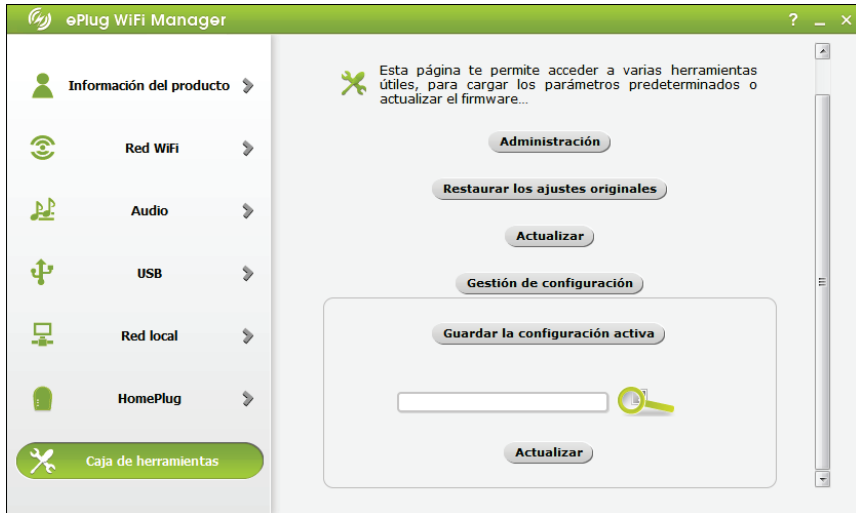 ePlug WiFi Manager ? _ ×
Información del producto
Red WiFi
Audio
USB
Red local
HomePlug
Caja de herramientas
Esta página te permite acceder a varias herramientas
útiles, para cargar los parámetros predeterminados o
actualizar el firmware...
Administración
Restaurar los ajustes originales
Actualizar
Gestión de configuración
Guardar la configuración activa
Actualizar